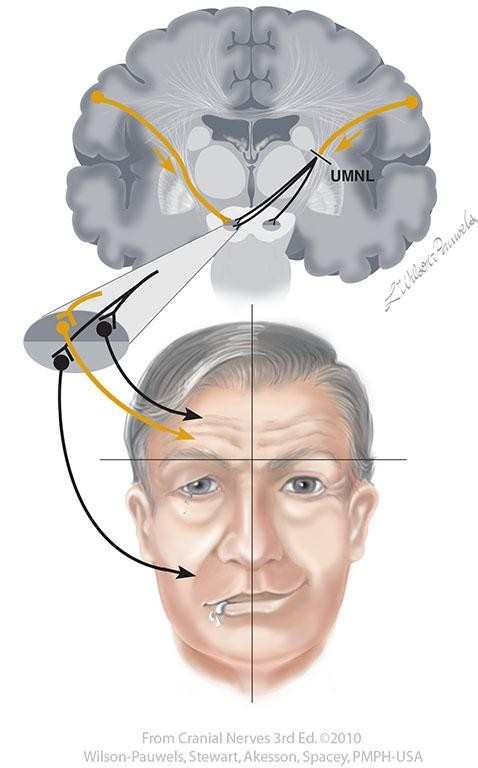 UMNL
L Wilson-Pauwels
From Cranial Nerves 3rd Ed. ©2010
Wilson-Pauwels, Stewart, Akesson, Spacey, PMPH-USA